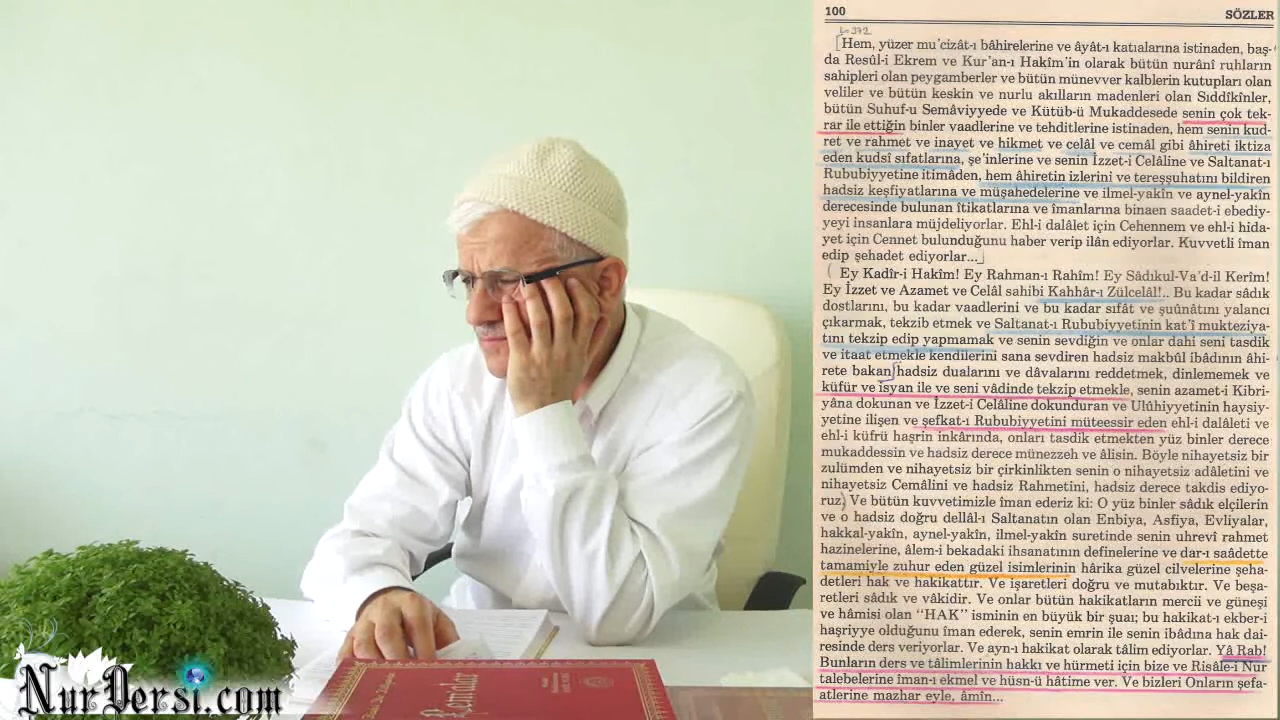 100
SÖZLER
Lo 372
[Hem, yüzer mu'cizât-ı bâhirelerine ve âyât-ı katıalarına istinaden, baş-
da Resûl-i Ekrem ve Kur'an-ı Hakîm'in olarak bütün nurânî ruhların
sahipleri olan peygamberler ve bütün münevver kalblerin kutupları olan
veliler ve bütün keskin ve nurlu akılların madenleri olan Sıddîkînler,
bütün Suhuf-u Semâviyyede ve Kütüb-ü Mukaddesede senin çok tek-
rar ile ettiğin binler vaadlerine ve tehditlerine istinaden, hem senin kud-
ret ve rahmet ve inayet ve hikmet ve celâl ve cemâl gibi âhireti iktiza
eden kudsî sıfatlarına, şe'inlerine ve senin İzzet-i Celâline ve Saltanat-ı
Rububiyyetine itimâden, hem âhiretin izlerini ve tereşşuhatını bildiren
hadsiz keşfiyatlarına ve müşahedelerine ve ilmel-yakîn ve aynel-yakîn
derecesinde bulunan îtikatlarına ve îmanlarına binaen saadet-i ebediy-
yeyi insanlara müjdeliyorlar. Ehl-i dalâlet için Cehennem ve ehl-i hida-
yet için Cennet bulunduğunu haber verip ilân ediyorlar. Kuvvetli îman
edip şehadet ediyorlar...]
( Ey Kadîr-i Hakîm! Ey Rahman-ı Rahîm! Ey Sâdıkul-Va'd-il Kerîm!
Ey İzzet ve Azamet ve Celâl sahibi Kahhâr-ı Zülcelâl!.. Bu kadar sâdık
dostlarını, bu kadar vaadlerini ve bu kadar sıfât ve şuûnâtını yalancı
çıkarmak, tekzib etmek ve Saltanat-ı Rububiyyetinin kat'î mukteziya-
tını tekzip edip yapmamak ve senin sevdiğin ve onlar dahi seni tasdik
ve itaat etmekle kendilerini sana sevdiren hadsiz makbûl ibâdının âhi-
rete bakan hadsiz dualarını ve dâvalarını reddetmek, dinlememek ve
küfür ve isyan ile ve seni vâdinde tekzip etmekle, senin azamet-i Kibri-
yâna dokunan ve İzzet-i Celâline dokunduran ve Ulûhiyyetinin haysiy-
yetine ilişen ve şefkat-ı Rububiyyetini müteessir eden ehl-i dalâleti ve
ehl-i küfrü haşrin inkârında, onları tasdik etmekten yüz binler derece
mukaddessin ve hadsiz derece münezzeh ve âlisin. Böyle nihayetsiz bir
zulümden ve nihayetsiz bir çirkinlikten senin o nihayetsiz adâletini ve
nihayetsiz Cemâlini ve hadsiz Rahmetini, hadsiz derece takdis ediyo-
ruz) Ve bütün kuvvetimizle îman ederiz ki: O yüz binler sâdık elçilerin
ve o hadsiz doğru dellâl-ı Saltanatın olan Enbiya, Asfiya, Evliyalar,
hakkal-yakîn, aynel-yakîn, ilmel-yakîn suretinde senin uhrevî rahmet
hazinelerine, âlem-i bekadaki ihsanatının definelerine ve dar-ı saâdette
tamamiyle zuhur eden güzel isimlerinin hârika güzel cilvelerine şeha-
detleri hak ve hakikattır. Ve işaretleri doğru ve mutabıktır. Ve beşa-
retleri sâdık ve vâkidir. Ve onlar bütün hakikatların mercii ve güneşi
ve hâmisi olan "HAK" isminin en büyük bir şuaı; bu hakikat-ı ekber-i
haşriyye olduğunu îman ederek, senin emrin ile senin ibâdına hak dai-
resinde ders veriyorlar. Ve ayn-ı hakikat olarak tâlim ediyorlar. Yâ Rab!
Bunların ders ve tâlimlerinin hakkı ve hürmeti için bize ve Risâle-i Nur
talebelerine îman-ı ekmel ve hüsn-ü hâtime ver. Ve bizleri Onların şefa-
atlerine mazhar eyle, âmîn...
NurDersi.com
Lem'alar